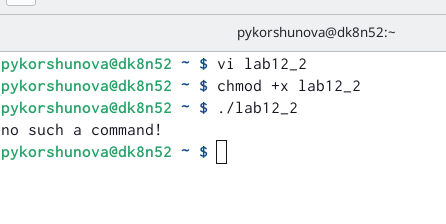 pykorshunova@dk8n52:~
pykorshunova@dk8n52 ~ $ vi lab12_2
pykorshunova@dk8n52 ~ $ chmod +x lab12_2
pykorshunova@dk8n52 ~ $ ./lab12_2
no such a command!
pykorshunova@dk8n52 ~ $